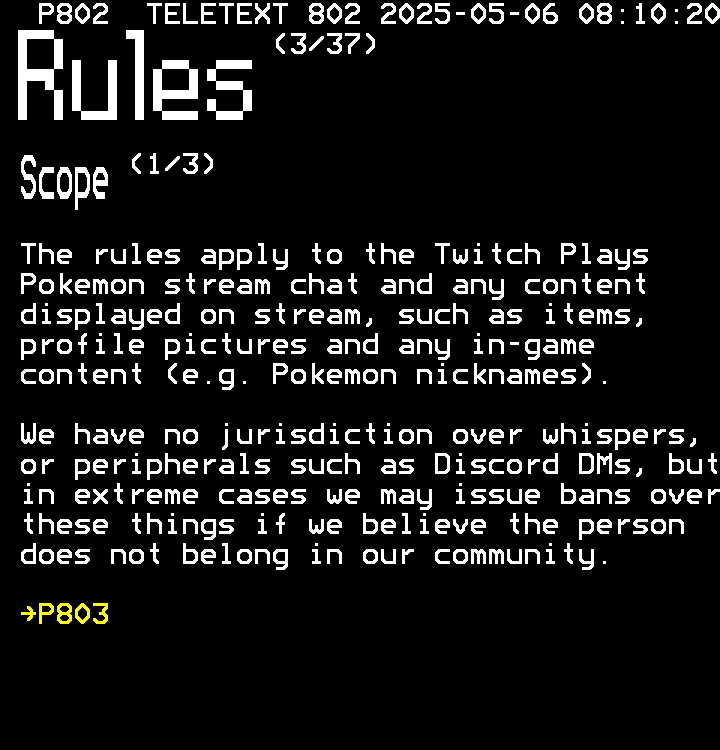 P802 TELETEXT 802 2025-05-06 08:10:20
Rules (3/37)
Scope (1/3)
The rules apply to the Twitch Plays
Pokemon stream chat and any content
displayed on stream, such as items,
profile pictures and any in-game
content (e.g. Pokemon nicknames).
We have no jurisdiction over whispers,
or peripherals such as Discord DMs, but
in extreme cases we may issue bans over
these things if we believe the person
does not belong in our community.
→P803